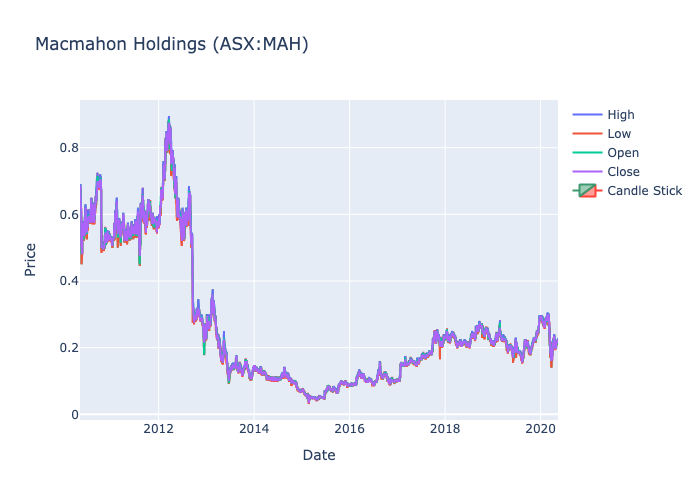 Macmahon Holdings (ASX:MAH)
High
Low
Open
Close
Candle Stick
Price
0.8
0.6
0.4
0.2
0
2012
2014
2016
2018
2020
Date